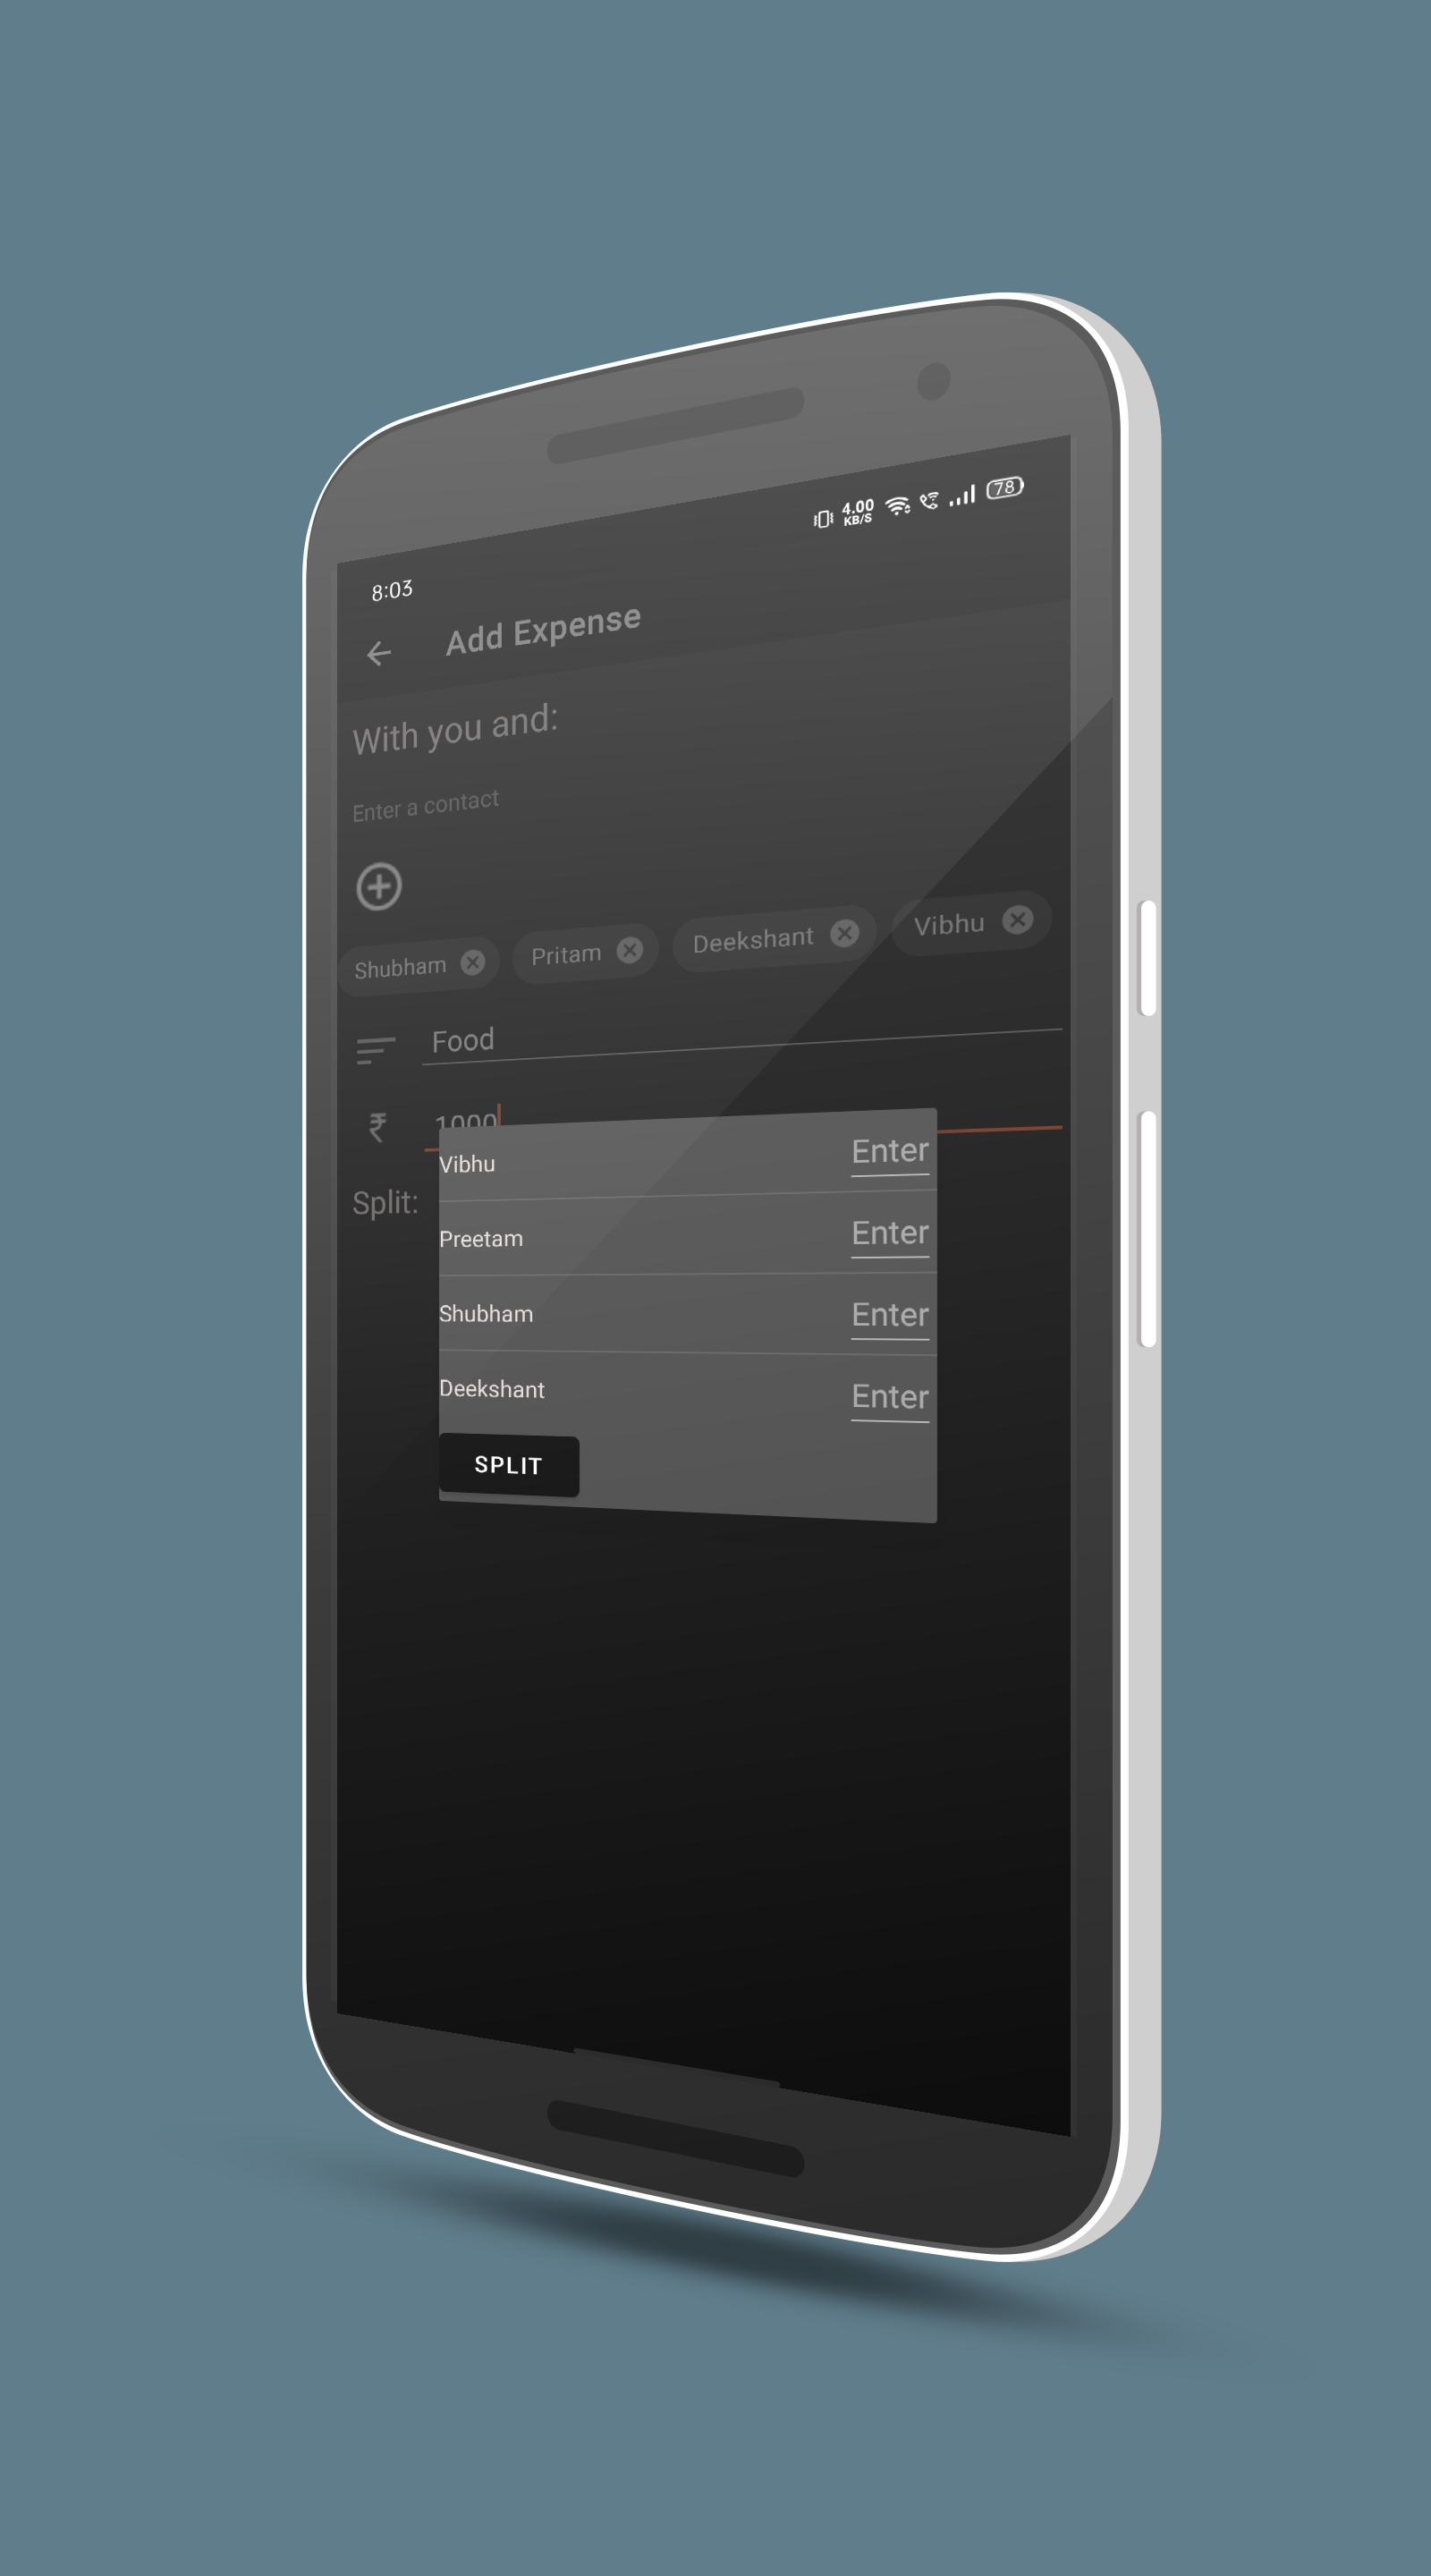 4.00 KB/S 78
8:03
Add Expense
With you and:
Enter a contact
Shubham Pritam Deekshant Vibhu
Food
₹ 1000
Split:
Vibhu Enter
Preetam Enter
Shubham Enter
Deekshant Enter
SPLIT